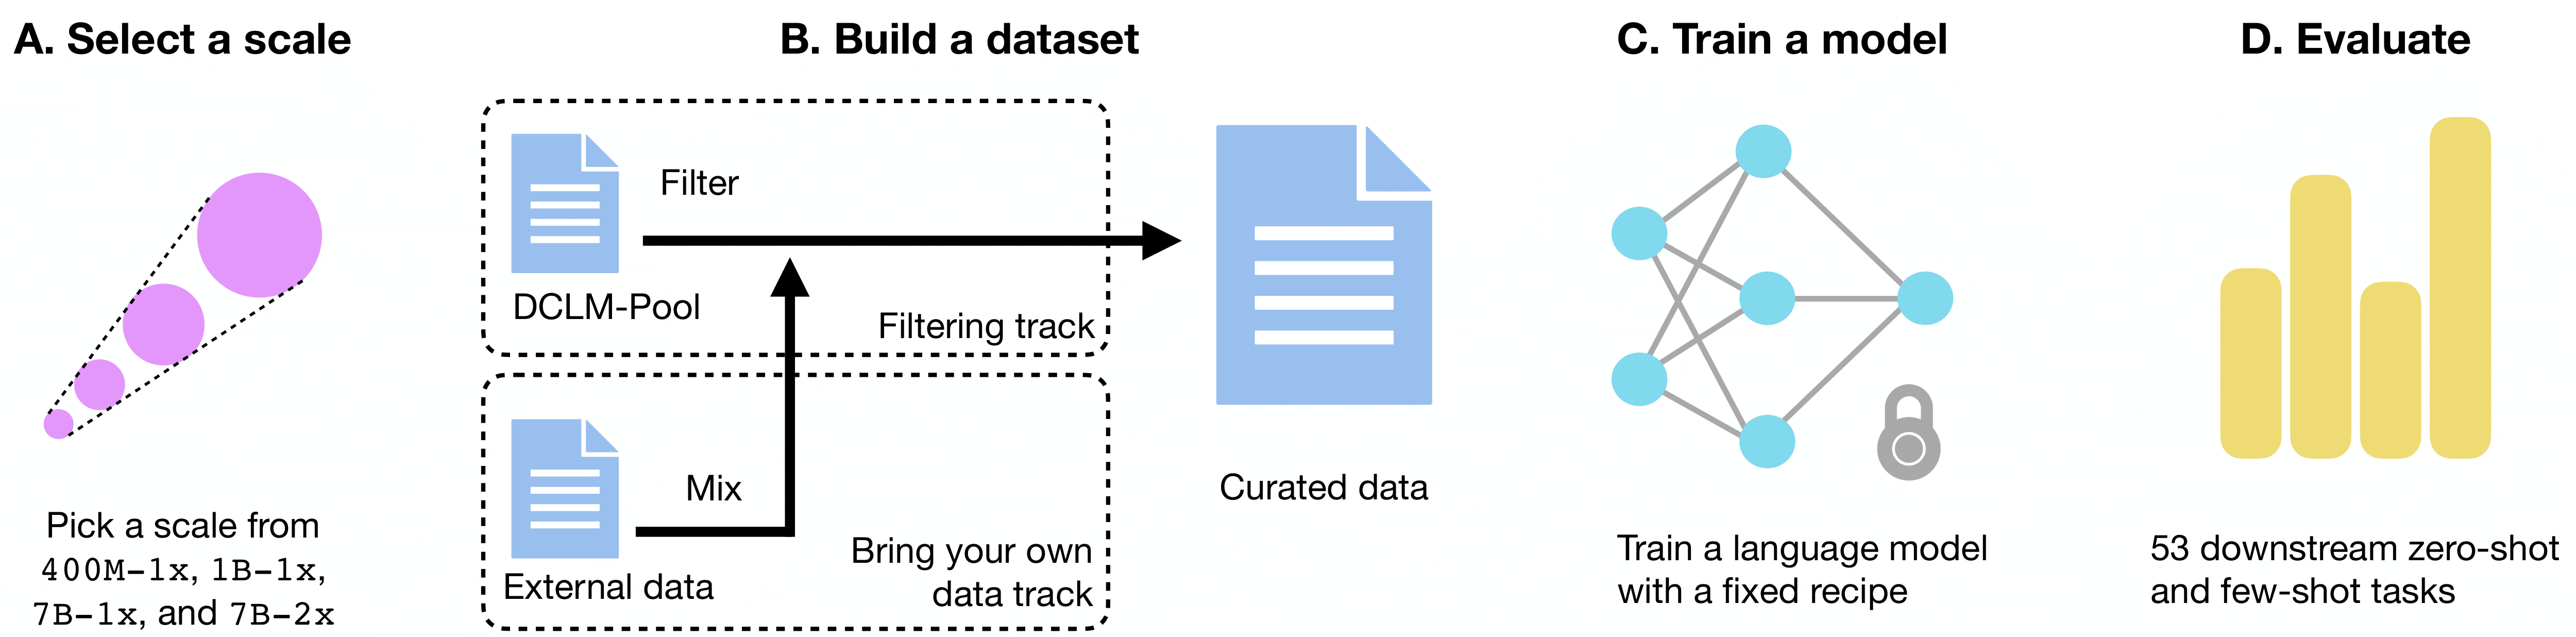 A. Select a scale
Pick a scale from
400M-1x, 1B-1x,
7B-1x, and 7B-2x
B. Build a dataset
Filter
DCLM-Pool
Filtering track
Mix
External data
Bring your own
data track
Curated data
C. Train a model
Train a language model
with a fixed recipe
D. Evaluate
53 downstream zero-shot
and few-shot tasks